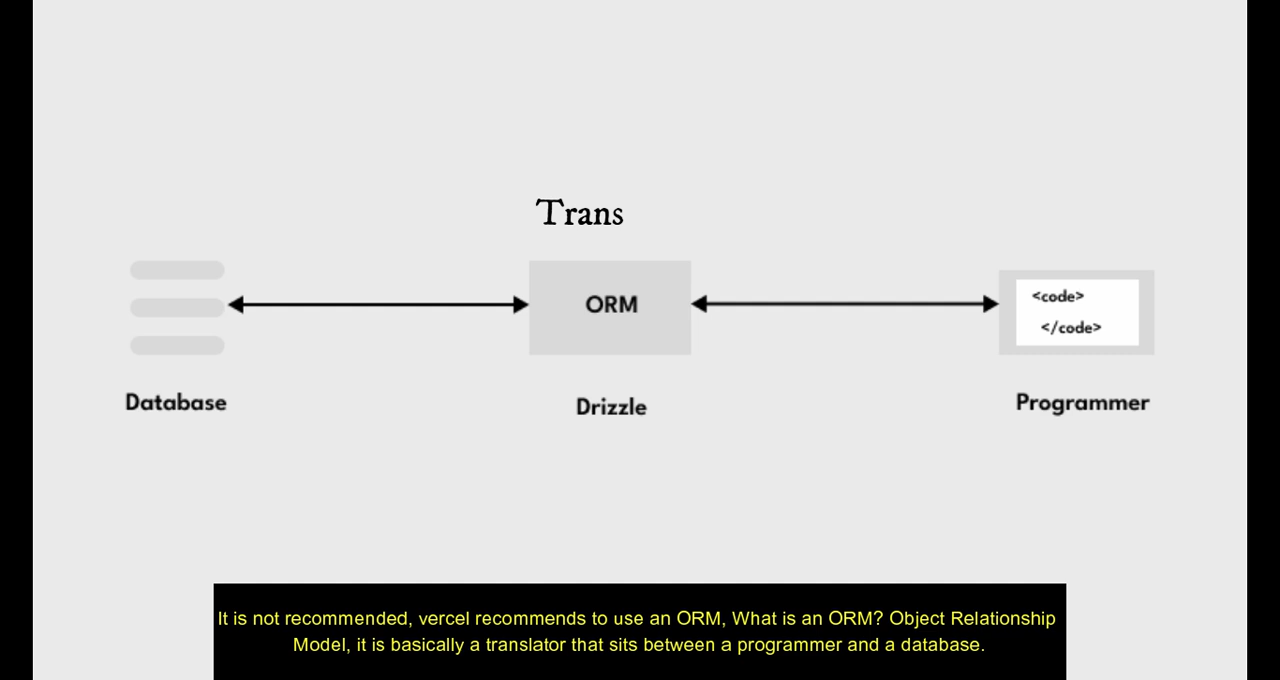 Trans
ORM
<code>
</code>
Database
Drizzle
Programmer
It is not recommended, vercel recommends to use an ORM, What is an ORM? Object Relationship
Model, it is basically a translator that sits between a programmer and a database.